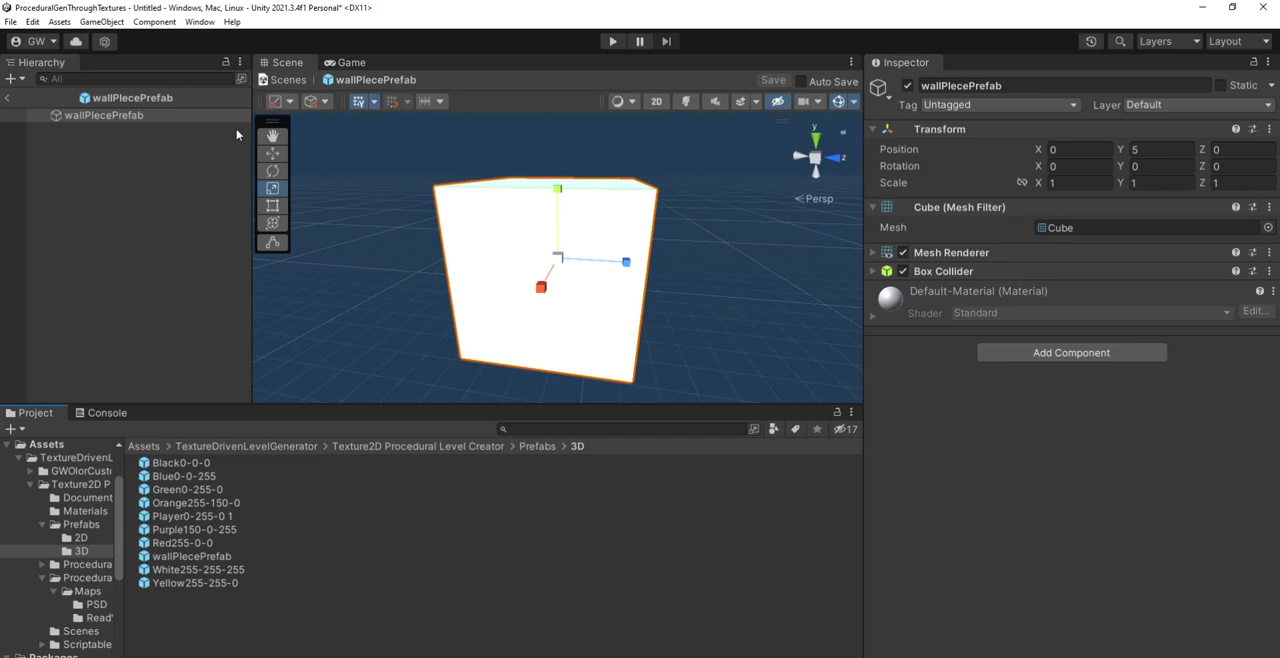 ProceduralGenThroughTextures - Untitled - Windows, Mac, Linux - Unity 2021.3.4f1 Personal* <DX11>
File Edit Assets GameObject Component Window Help
GW Layers Layout
Hierarchy Scene Game Inspector
All Scenes wallPIecePrefab Save Auto Save wallPIecePrefab Static
wallPIecePrefab 2D Tag Untagged Layer Default
wallPIecePrefab
Transform
Position X 0 Y 5 Z 0
Rotation X 0 Y 0 Z 0
Scale X 1 Y 1 Z 1
y
z
Persp
Cube (Mesh Filter)
Mesh Cube
Mesh Renderer
Box Collider
Default-Material (Material)
Shader Standard Edit...
Add Component
Project Console
17
Assets > TextureDrivenLevelGenerator > Texture2D Procedural Level Creator > Prefabs > 3D
Assets
TextureDrivenL
GWOlorCust
Texture2D P
Document
Materials
Prefabs
2D
3D
Procedura
Procedura
Maps
PSD
Read'
Scenes
Scriptable
Packages
Black0-0-0
Blue0-0-255
Green0-255-0
Orange255-150-0
Player0-255-0 1
Purple150-0-255
Red255-0-0
wallPIecePrefab
White255-255-255
Yellow255-255-0